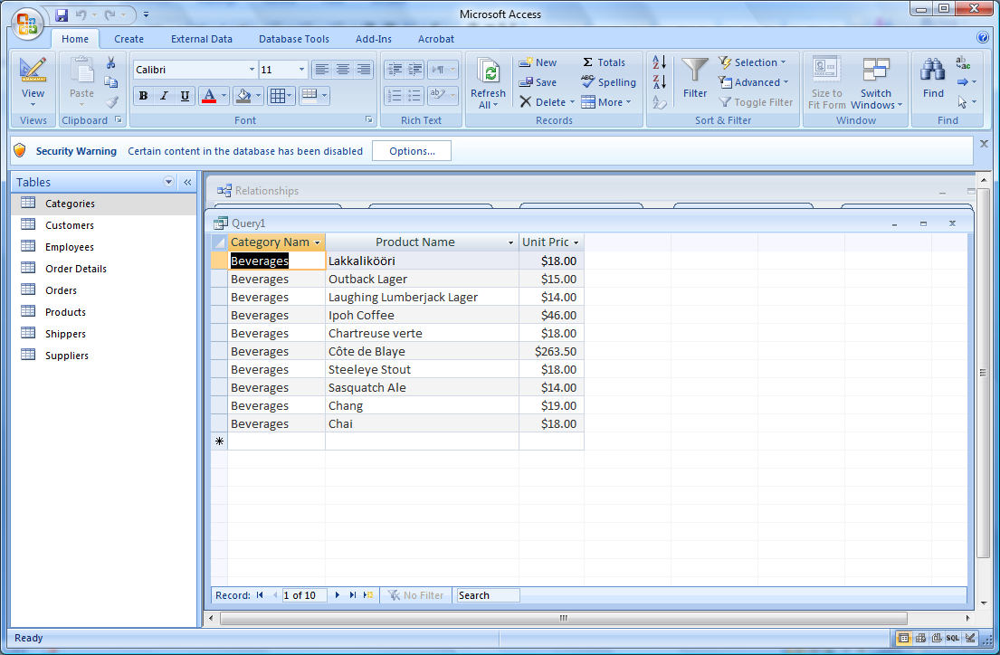 Microsoft Access
Home Create External Data Database Tools Add-Ins Acrobat
View
Views
Paste
Clipboard
Calibri 11
B I U A
Font
Rich Text
Refresh All
New
Save
Delete
Totals
Spelling
More
Records
Filter
Selection
Advanced
Toggle Filter
Sort & Filter
Size to Fit Form
Switch Windows
Window
Find
Find
Security Warning Certain content in the database has been disabled Options...
Tables
Categories
Customers
Employees
Order Details
Orders
Products
Shippers
Suppliers
Relationships
Query1
Category Nam Product Name Unit Pric
Beverages Lakkalikööri $18.00
Beverages Outback Lager $15.00
Beverages Laughing Lumberjack Lager $14.00
Beverages Ipoh Coffee $46.00
Beverages Chartreuse verte $18.00
Beverages Côte de Blaye $263.50
Beverages Steeleye Stout $18.00
Beverages Sasquatch Ale $14.00
Beverages Chang $19.00
Beverages Chai $18.00
Record: 1 of 10 No Filter Search
Ready SQL